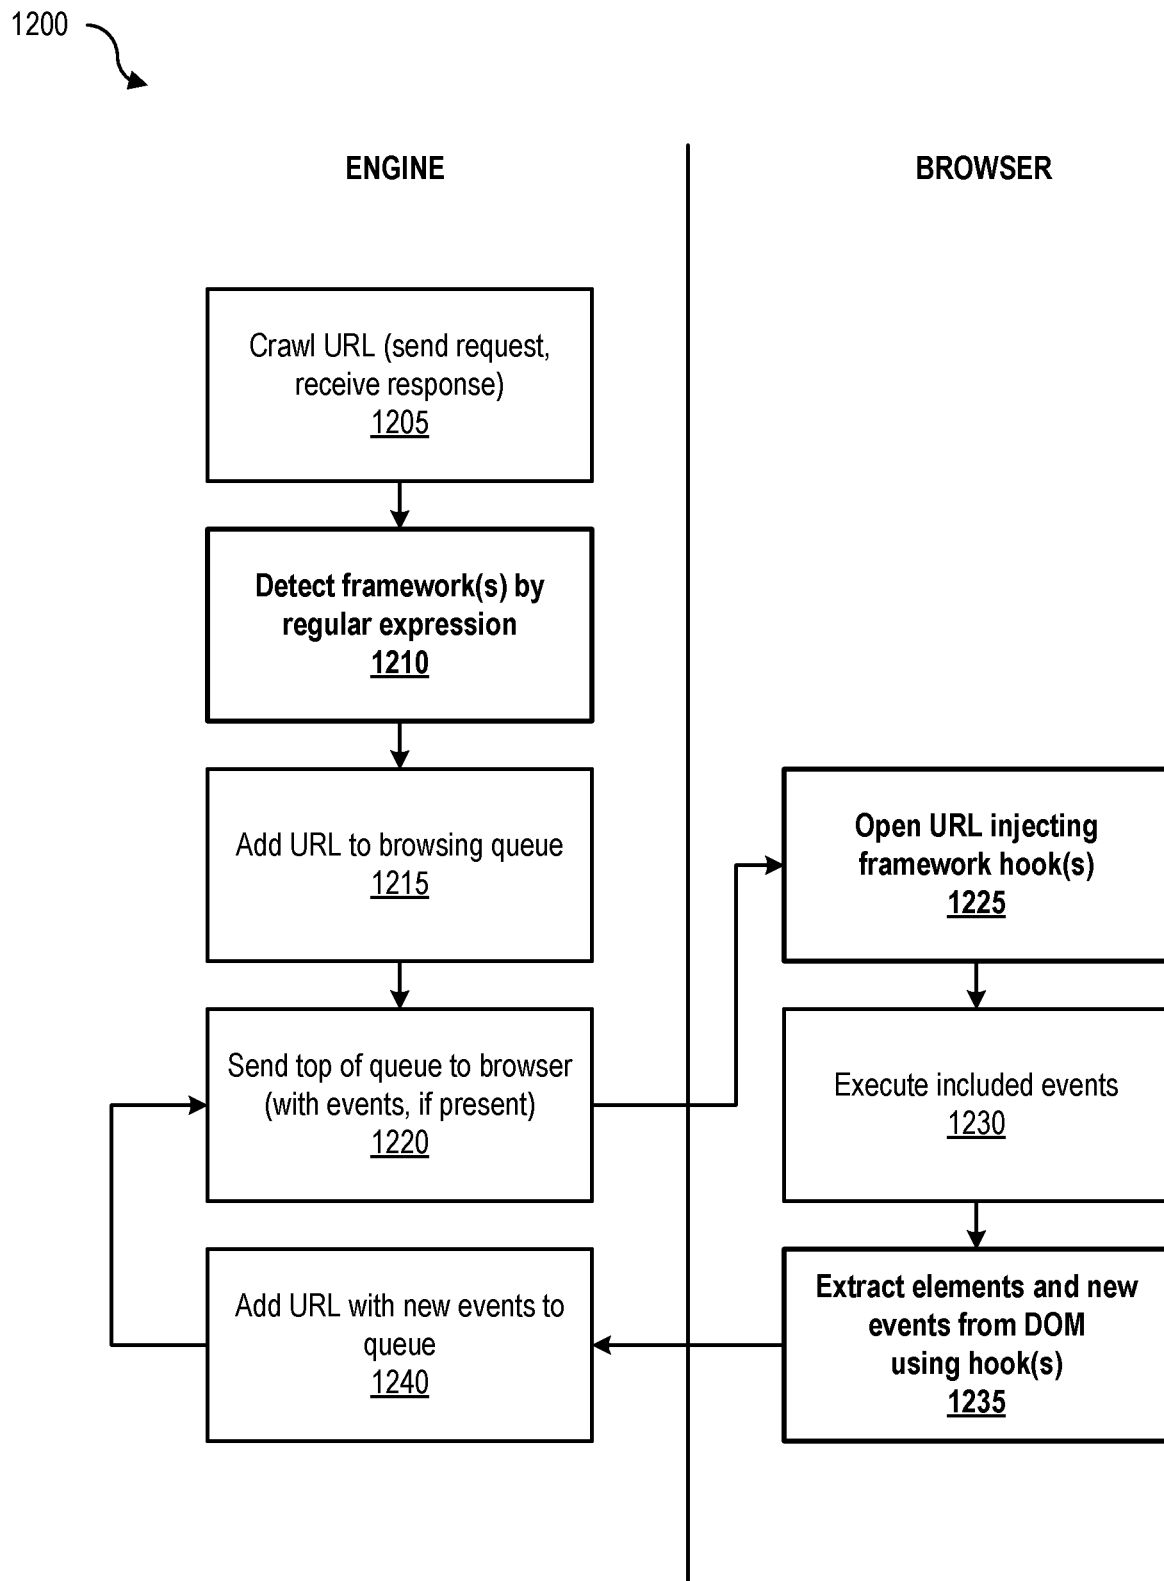 1200
ENGINE
BROWSER
Crawl URL (send request,
receive response)
1205
Detect framework(s) by
regular expression
1210
Add URL to browsing queue
1215
Send top of queue to browser
(with events, if present)
1220
Open URL injecting
framework hook(s)
1225
Execute included events
1230
Extract elements and new
events from DOM
using hook(s)
1235
Add URL with new events to
queue
1240